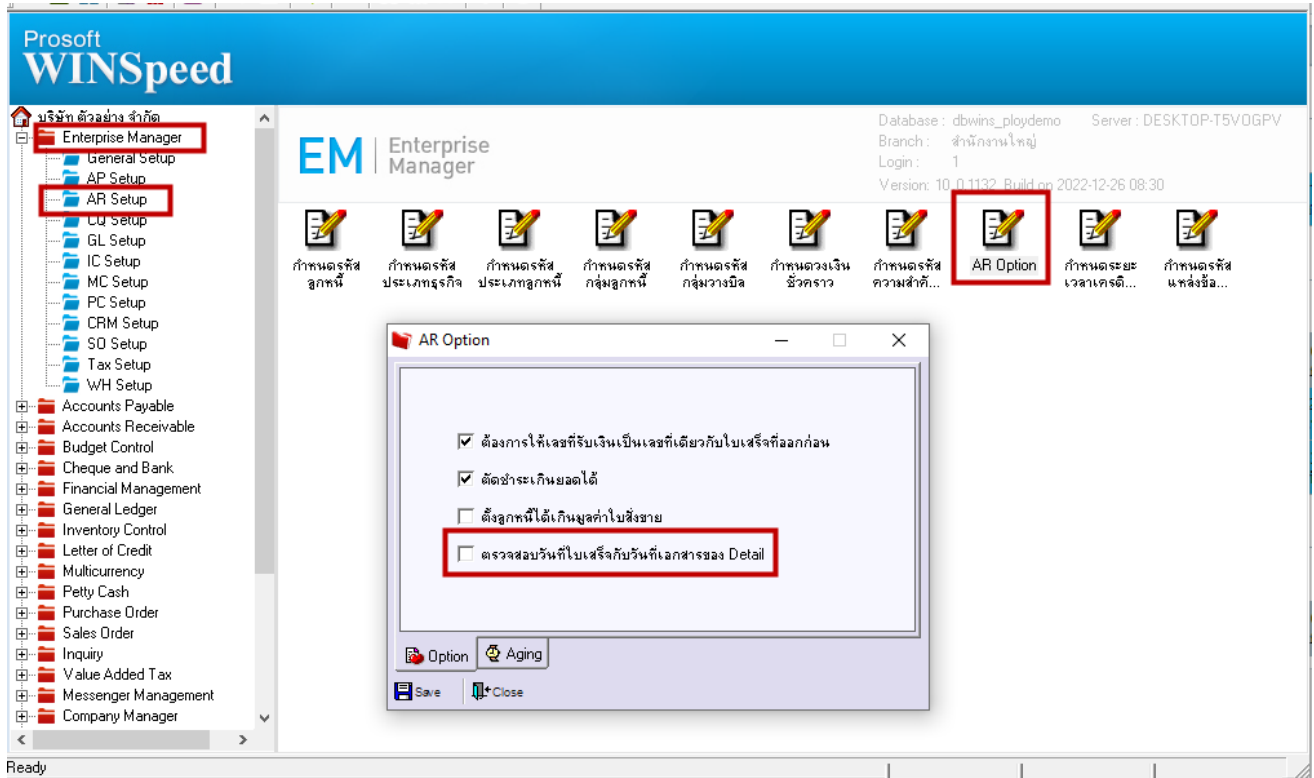 Prosoft
WINSpeed
บริษัท ตัวอย่าง จำกัด
Enterprise Manager
General Setup
AP Setup
AR Setup
CQ Setup
GL Setup
IC Setup
MC Setup
PC Setup
CRM Setup
SO Setup
Tax Setup
WH Setup
Accounts Payable
Accounts Receivable
Budget Control
Cheque and Bank
Financial Management
General Ledger
Inventory Control
Letter of Credit
Multicurrency
Petty Cash
Purchase Order
Sales Order
Inquiry
Value Added Tax
Messenger Management
Company Manager
EM Enterprise
Manager
Database : dbwins_ploydemo Server : DESKTOP-T5VOGPV
Branch : สำนักงานใหญ่
Login : 1
Version: 10.0.1132, Build on 2022-12-26 08:30
กำหนดรหัส
ลูกหนี้
กำหนดรหัส
ประเภทธุรกิจ
กำหนดรหัส
ประเภทลูกหนี้
กำหนดรหัส
กลุ่มลูกหนี้
กำหนดรหัส
กลุ่มวางบิล
กำหนดวงเงิน
ชั่วคราว
กำหนดรหัส
ความสำคั...
AR Option
กำหนดระยะ
เวลาเครดิ...
กำหนดรหัส
แหล่งข้อ...
AR Option
ต้องการให้เลขที่รับเงินเป็นเลขที่เดียวกับใบเสร็จที่ออกก่อน
ตัดชำระเกินยอดได้
ตั้งลูกหนี้ได้เกินมูลค่าใบสั่งขาย
ตรวจสอบวันที่ใบเสร็จกับวันที่เอกสารของ Detail
Option Aging
Save Close
Ready